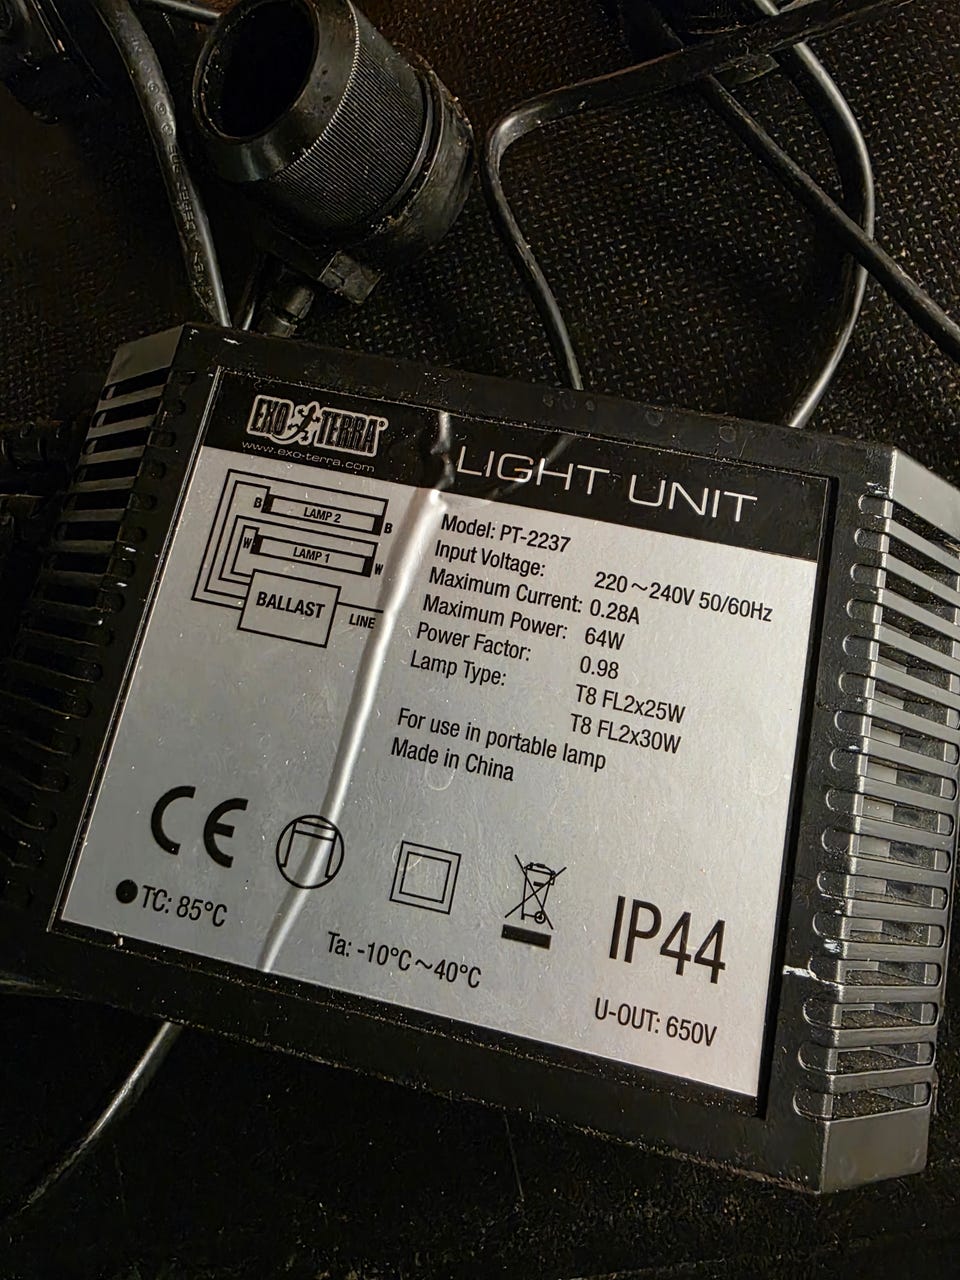 EXO TERRA®
www.exo-terra.com
LIGHT UNIT
B LAMP 2 B
W LAMP 1 W
BALLAST
LINE
Model: PT-2237
Input Voltage: 220~240V 50/60Hz
Maximum Current: 0.28A
Maximum Power: 64W
Power Factor: 0.98
Lamp Type: T8 FL2x25W
T8 FL2x30W
For use in portable lamp
Made in China
CE
TC: 85°C
Ta: -10°C~40°C
IP44
U-OUT: 650V